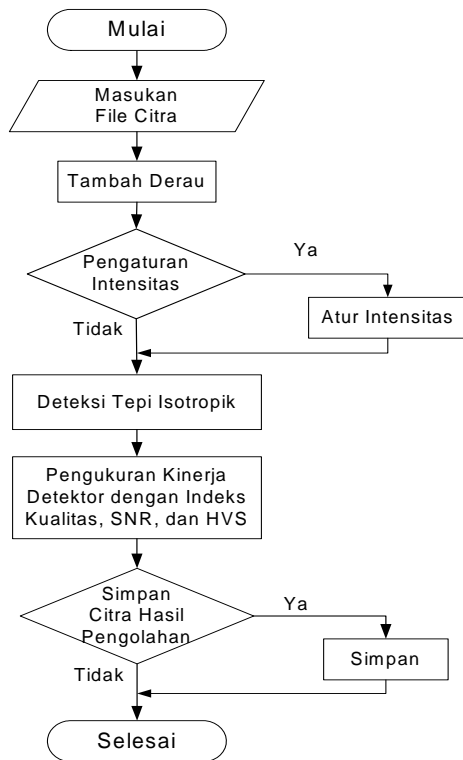 Mulai
Masukan
File Citra
Tambah Derau
Pengaturan
Intensitas
Ya
Atur Intensitas
Tidak
Deteksi Tepi Isotropik
Pengukuran Kinerja
Detektor dengan Indeks
Kualitas, SNR, dan HVS
Simpan
Citra Hasil
Pengolahan
Ya
Simpan
Tidak
Selesai